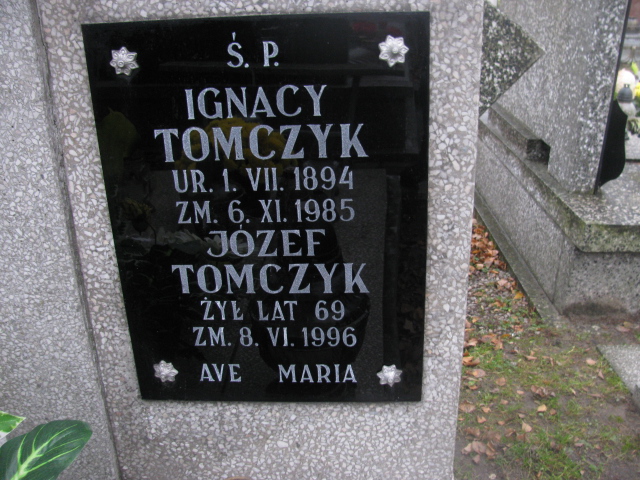 Ś. P.
IGNACY
TOMCZYK
UR. 1. VII. 1894
ZM. 6. XI. 1985
JÓZEF
TOMCZYK
ŻYŁ LAT 69
ZM. 8. VI. 1996
AVE MARIA